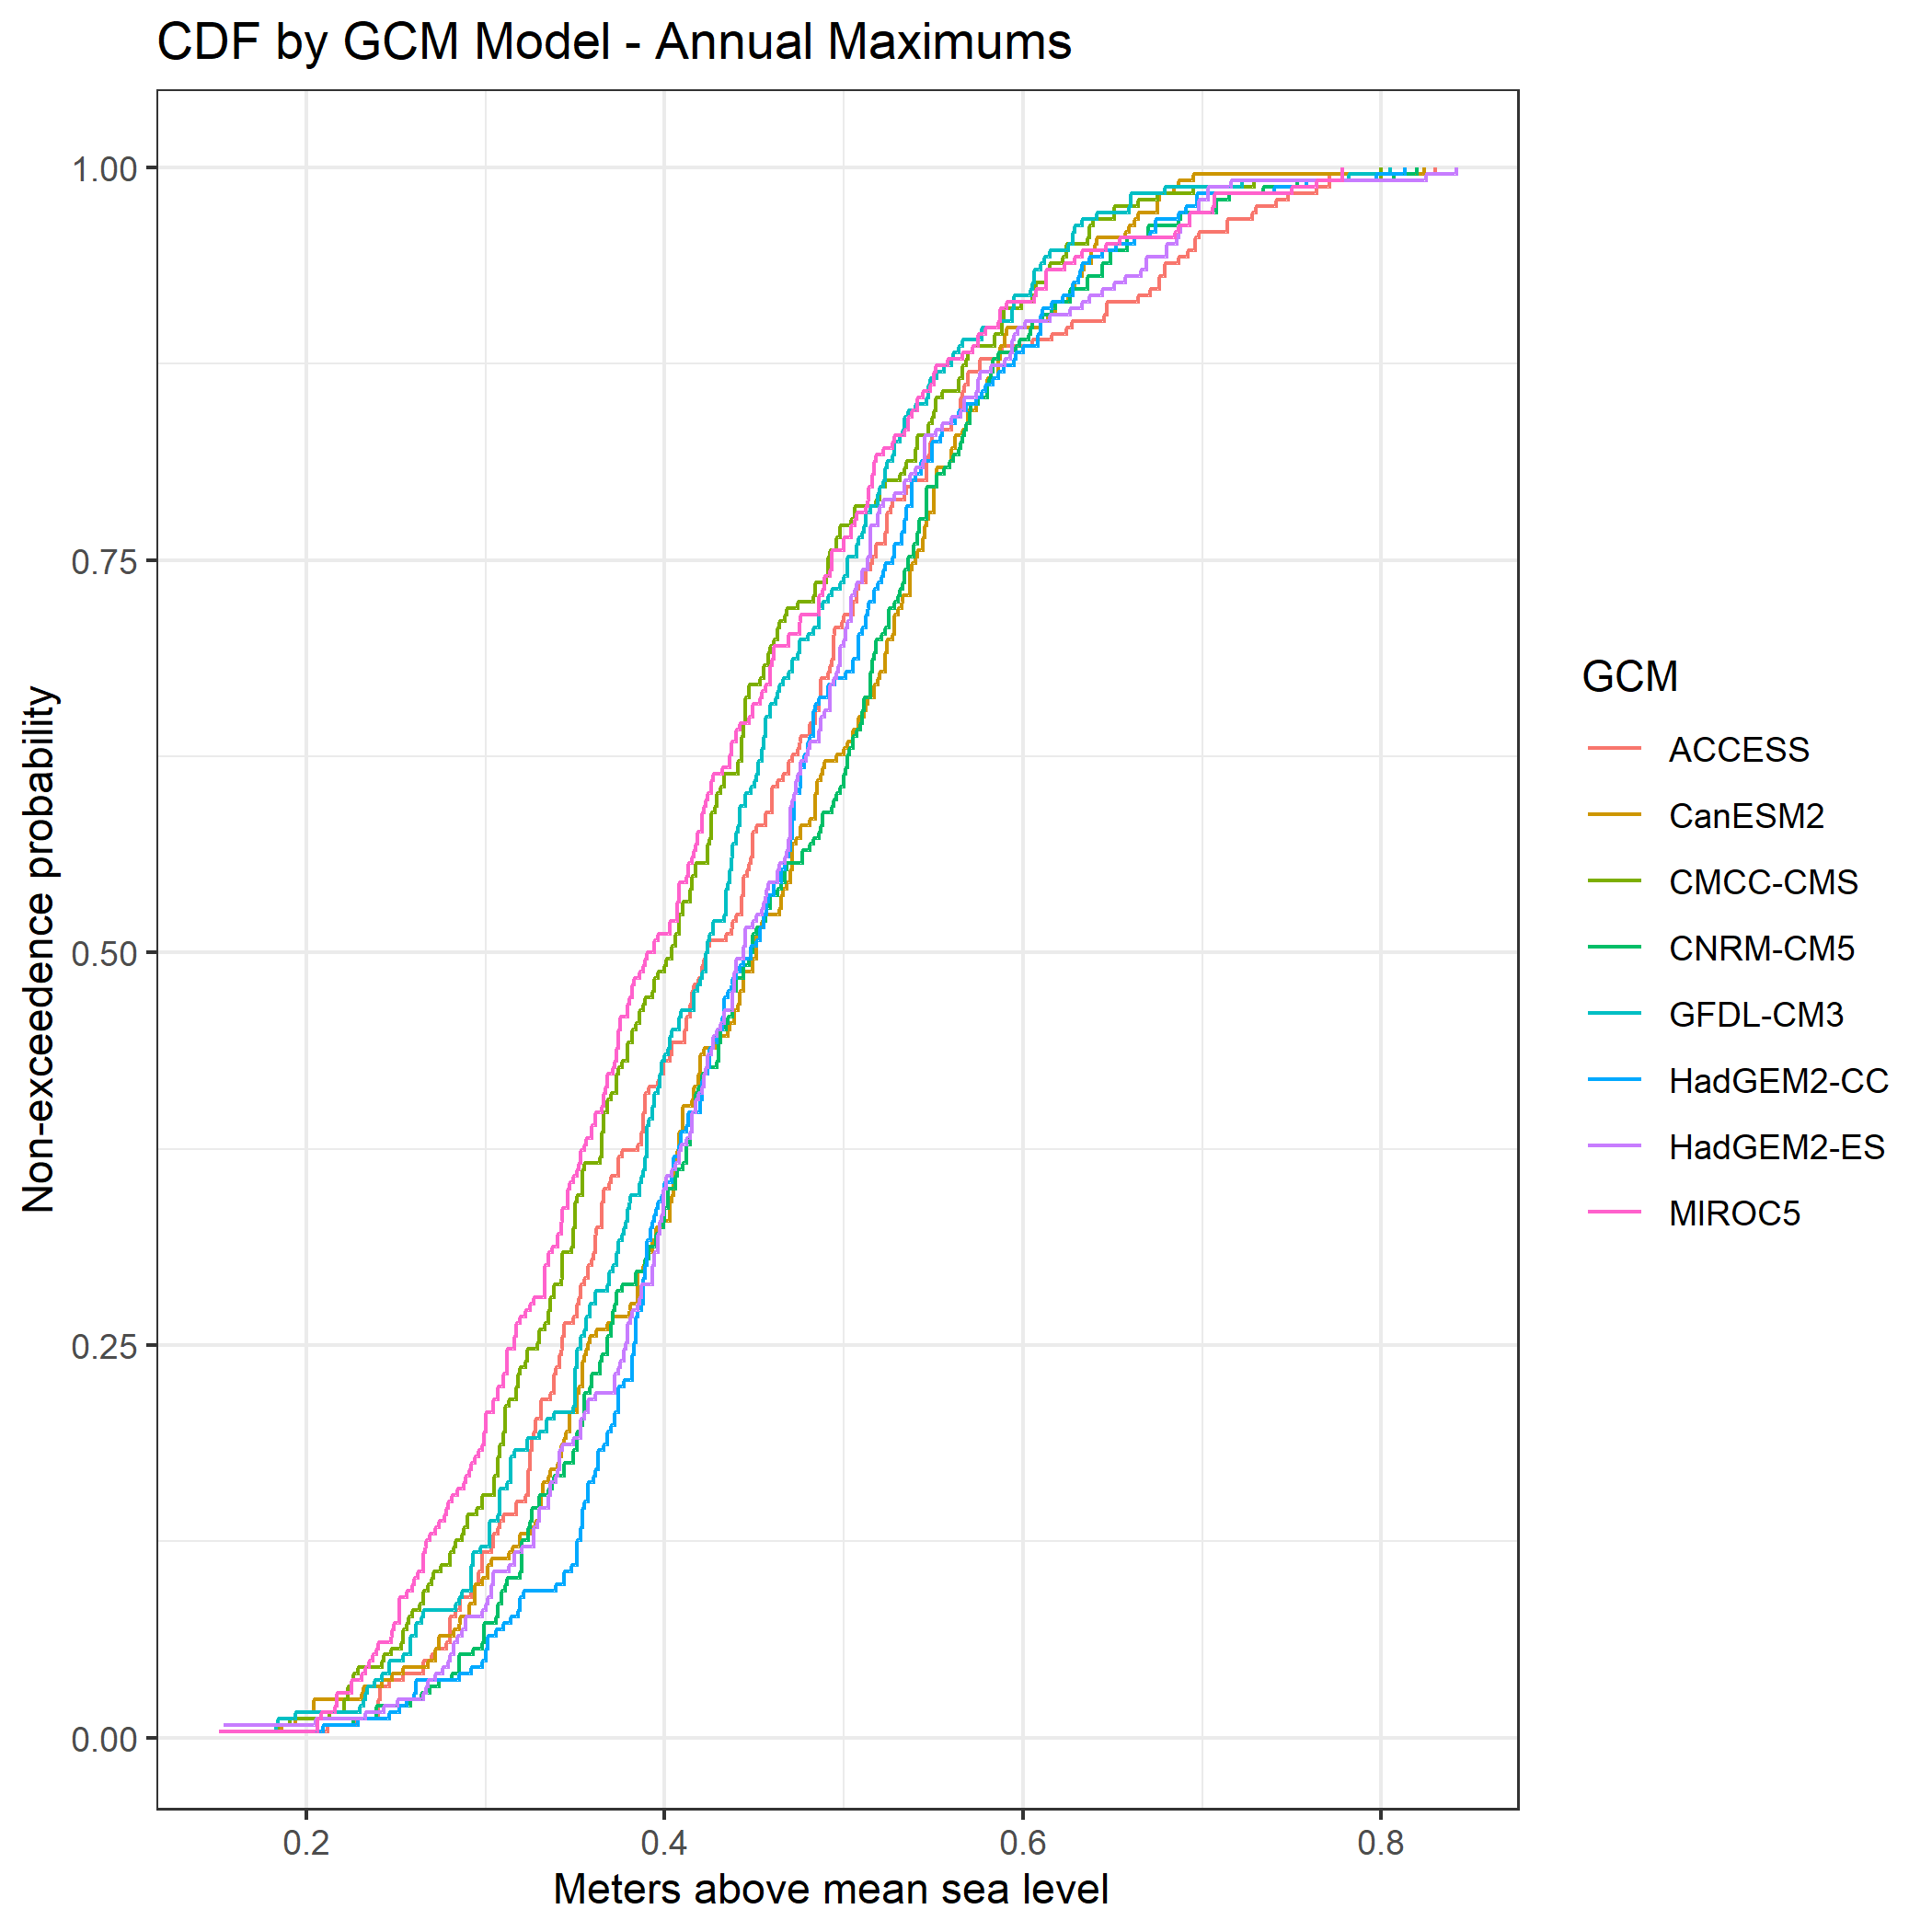 CDF by GCM Model - Annual Maximums
Non-exceedence probability
1.00
0.75
0.50
0.25
0.00
0.2
0.4
0.6
0.8
Meters above mean sea level
GCM
ACCESS
CanESM2
CMCC-CMS
CNRM-CM5
GFDL-CM3
HadGEM2-CC
HadGEM2-ES
MIROC5